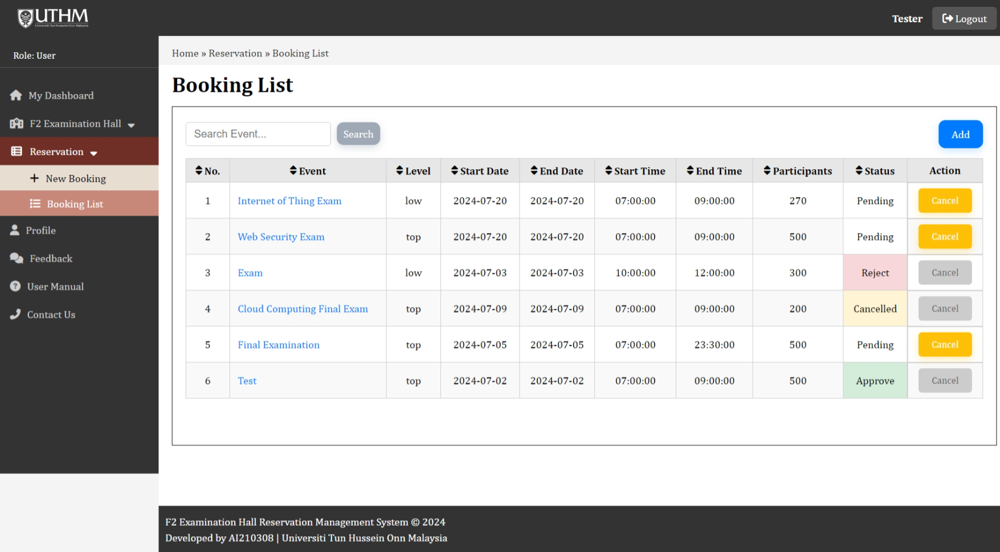 UTHM
Universiti Tun Hussein Onn Malaysia
Tester
Logout
Role: User
My Dashboard
F2 Examination Hall
Reservation
New Booking
Booking List
Profile
Feedback
User Manual
Contact Us
Home » Reservation » Booking List
Booking List
Search Event...
Search
Add
No. Event Level Start Date End Date Start Time End Time Participants Status Action
1 Internet of Thing Exam low 2024-07-20 2024-07-20 07:00:00 09:00:00 270 Pending Cancel
2 Web Security Exam top 2024-07-20 2024-07-20 07:00:00 09:00:00 500 Pending Cancel
3 Exam low 2024-07-03 2024-07-03 10:00:00 12:00:00 300 Reject Cancel
4 Cloud Computing Final Exam top 2024-07-09 2024-07-09 07:00:00 09:00:00 200 Cancelled Cancel
5 Final Examination top 2024-07-05 2024-07-05 07:00:00 23:30:00 500 Pending Cancel
6 Test top 2024-07-02 2024-07-02 07:00:00 09:00:00 500 Approve Cancel
F2 Examination Hall Reservation Management System © 2024
Developed by AI210308 | Universiti Tun Hussein Onn Malaysia